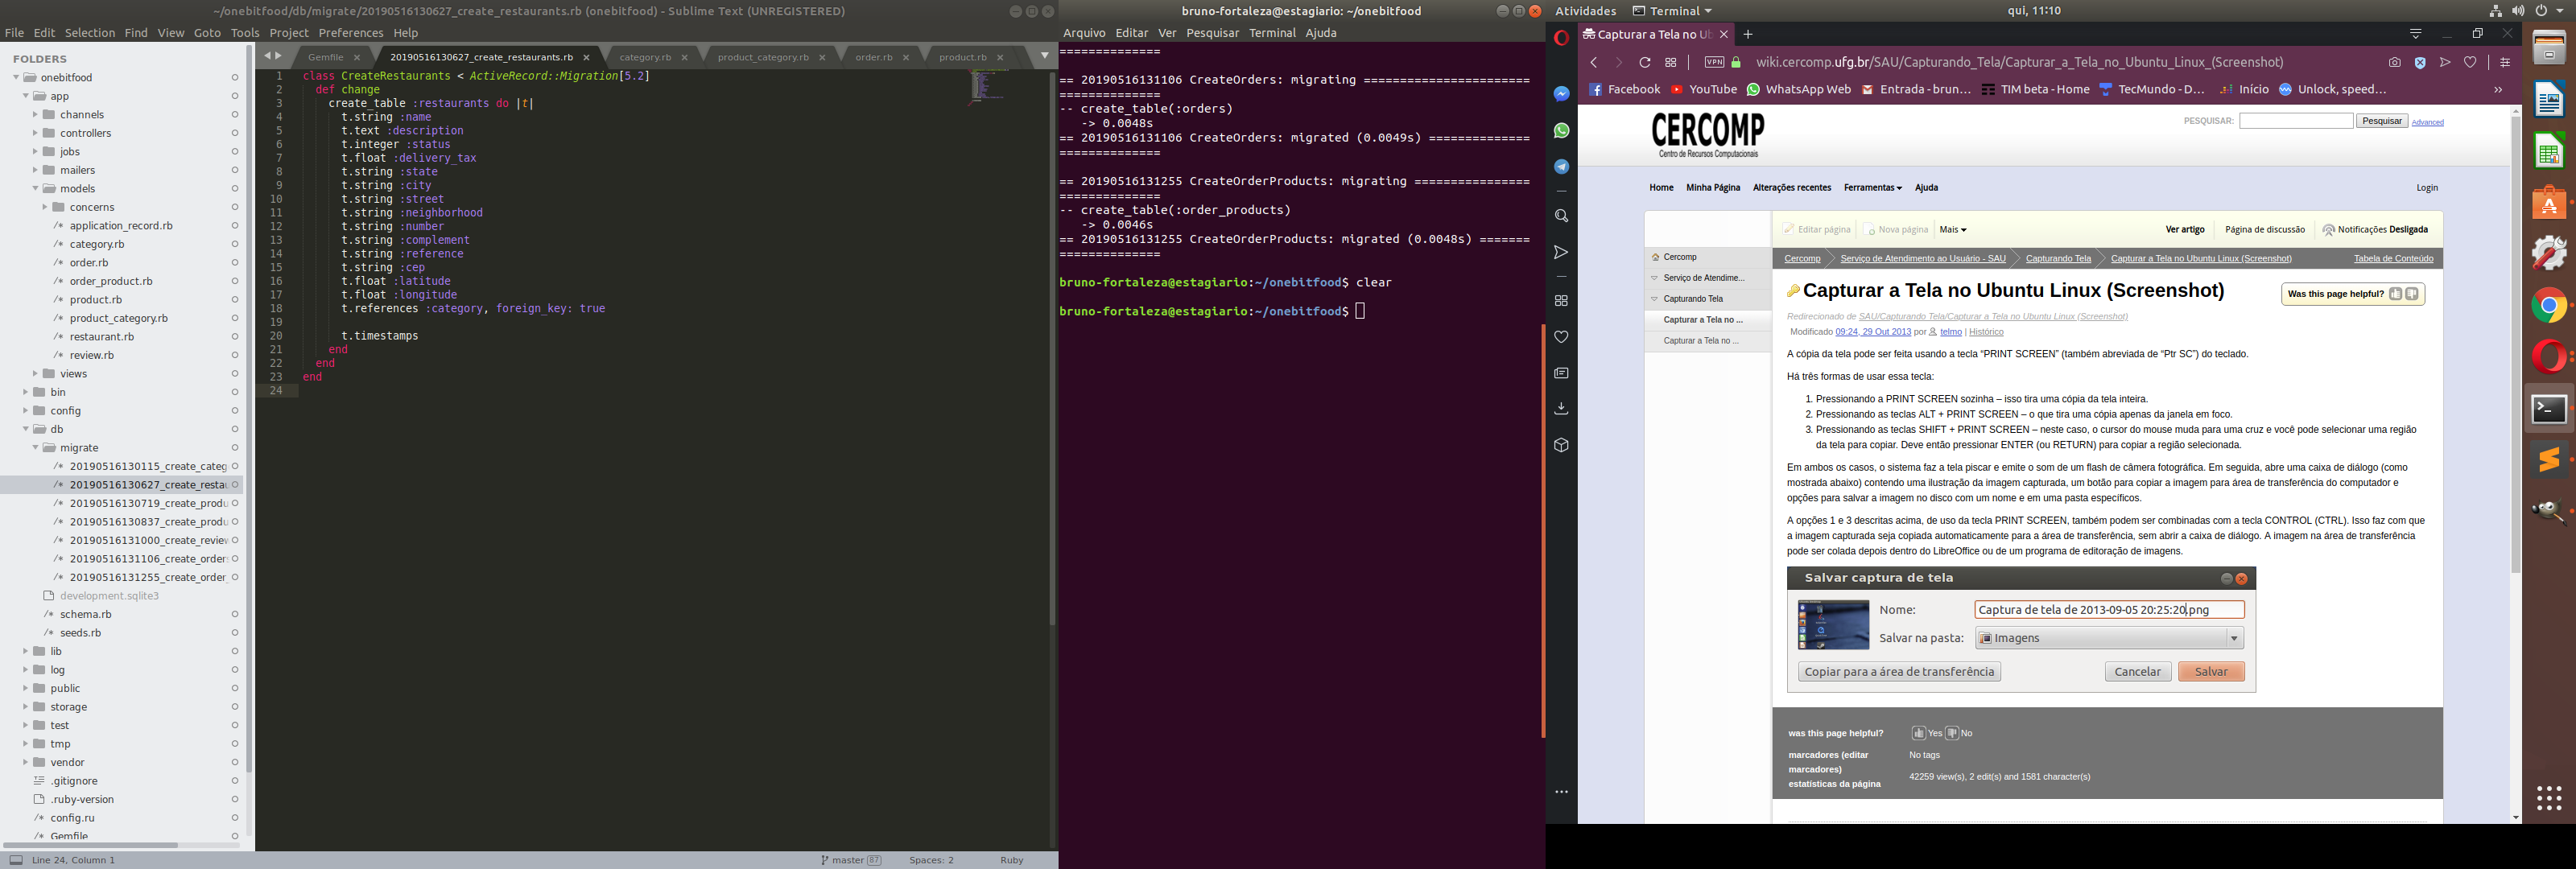 ~/onebitfood/db/migrate/20190516130627_create_restaurants.rb (onebitfood) - Sublime Text (UNREGISTERED)
File Edit Selection Find View Goto Tools Project Preferences Help
FOLDERS
onebitfood
app
channels
controllers
jobs
mailers
models
concerns
application_record.rb
category.rb
order.rb
order_product.rb
product.rb
product_category.rb
restaurant.rb
review.rb
views
bin
config
db
migrate
20190516130115_create_categ
20190516130627_create_resta
20190516130719_create_produ
20190516130837_create_produ
20190516131000_create_review
20190516131106_create_order
20190516131255_create_order_
development.sqlite3
schema.rb
seeds.rb
lib
log
public
storage
test
tmp
vendor
.gitignore
.ruby-version
config.ru
Gemfile
Gemfile 20190516130627_create_restaurants.rb category.rb product_category.rb order.rb product.rb
1 class CreateRestaurants < ActiveRecord::Migration[5.2]
2 def change
3 create_table :restaurants do |t|
4 t.string :name
5 t.text :description
6 t.integer :status
7 t.float :delivery_tax
8 t.string :state
9 t.string :city
10 t.string :street
11 t.string :neighborhood
12 t.string :number
13 t.string :complement
14 t.string :reference
15 t.string :cep
16 t.float :latitude
17 t.float :longitude
18 t.references :category, foreign_key: true
19
20 t.timestamps
21 end
22 end
23 end
24
Line 24, Column 1 master 87 Spaces: 2 Ruby
bruno-fortaleza@estagiario: ~/onebitfood
Arquivo Editar Ver Pesquisar Terminal Ajuda
==============
== 20190516131106 CreateOrders: migrating =======================
==============
-- create_table(:orders)
-> 0.0048s
== 20190516131106 CreateOrders: migrated (0.0049s) ==============
==============
== 20190516131255 CreateOrderProducts: migrating ================
==============
-- create_table(:order_products)
-> 0.0046s
== 20190516131255 CreateOrderProducts: migrated (0.0048s) =======
==============
bruno-fortaleza@estagiario:~/onebitfood$ clear
bruno-fortaleza@estagiario:~/onebitfood$
Atividades Terminal qui, 11:10
Capturar a Tela no Ub
VPN wiki.cercomp.ufg.br/SAU/Capturando_Tela/Capturar_a_Tela_no_Ubuntu_Linux_(Screenshot)
Facebook YouTube WhatsApp Web Entrada - brun... TIM beta - Home TecMundo - D... Início Unlock, speed... »
CERCOMP
Centro de Recursos Computacionais
PESQUISAR: Pesquisar Advanced
Home Minha Página Alterações recentes Ferramentas Ajuda Login
Editar página Nova página Mais Ver artigo Página de discussão Notificações Desligada
Cercomp
Serviço de Atendime...
Capturando Tela
Capturar a Tela no ...
Capturar a Tela no ...
Cercomp Serviço de Atendimento ao Usuário - SAU Capturando Tela Capturar a Tela no Ubuntu Linux (Screenshot) Tabela de Conteúdo
Capturar a Tela no Ubuntu Linux (Screenshot)
Was this page helpful?
Redirecionado de SAU/Capturando Tela/Capturar a Tela no Ubuntu Linux (Screenshot)
Modificado 09:24, 29 Out 2013 por telmo | Histórico
A cópia da tela pode ser feita usando a tecla “PRINT SCREEN” (também abreviada de “Ptr SC”) do teclado.
Há três formas de usar essa tecla:
1. Pressionando a PRINT SCREEN sozinha – isso tira uma cópia da tela inteira.
2. Pressionando as teclas ALT + PRINT SCREEN – o que tira uma cópia apenas da janela em foco.
3. Pressionando as teclas SHIFT + PRINT SCREEN – neste caso, o cursor do mouse muda para uma cruz e você pode selecionar uma região
da tela para copiar. Deve então pressionar ENTER (ou RETURN) para copiar a região selecionada.
Em ambos os casos, o sistema faz a tela piscar e emite o som de um flash de câmera fotográfica. Em seguida, abre uma caixa de diálogo (como
mostrada abaixo) contendo uma ilustração da imagem capturada, um botão para copiar a imagem para área de transferência do computador e
opções para salvar a imagem no disco com um nome e em uma pasta específicos.
A opções 1 e 3 descritas acima, de uso da tecla PRINT SCREEN, também podem ser combinadas com a tecla CONTROL (CTRL). Isso faz com que
a imagem capturada seja copiada automaticamente para a área de transferência, sem abrir a caixa de diálogo. A imagem na área de transferência
pode ser colada depois dentro do LibreOffice ou de um programa de editoração de imagens.
Salvar captura de tela
Nome: Captura de tela de 2013-09-05 20:25:20.png
Salvar na pasta: Imagens
Copiar para a área de transferência Cancelar Salvar
was this page helpful? Yes No
marcadores (editar marcadores) No tags
estatísticas da página 42259 view(s), 2 edit(s) and 1581 character(s)